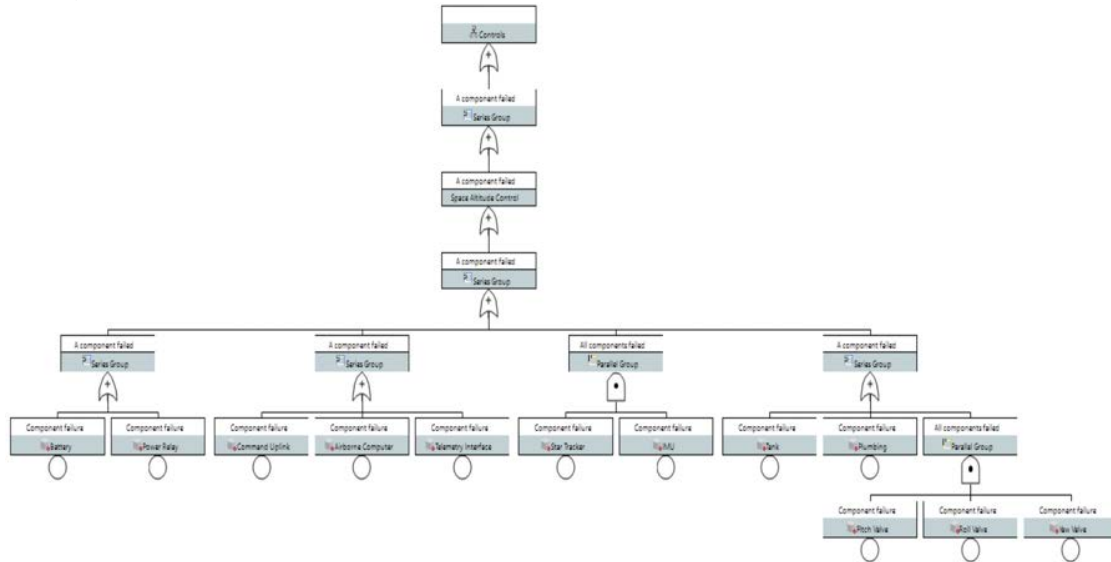 Controls
A component failed
Series Group
A component failed
Space Altitude Control
A component failed
Series Group
A component failed
Series Group
A component failed
Series Group
All components failed
Parallel Group
A component failed
Series Group
Component failure
Battery
Component failure
Power Relay
Component failure
Command Uplink
Component failure
Airborne Computer
Component failure
Telemetry Interface
Component failure
Star Tracker
Component failure
IMU
Component failure
Tank
Component failure
Plumbing
All components failed
Parallel Group
Component failure
Pitch Valve
Component failure
Roll Valve
Component failure
Yaw Valve